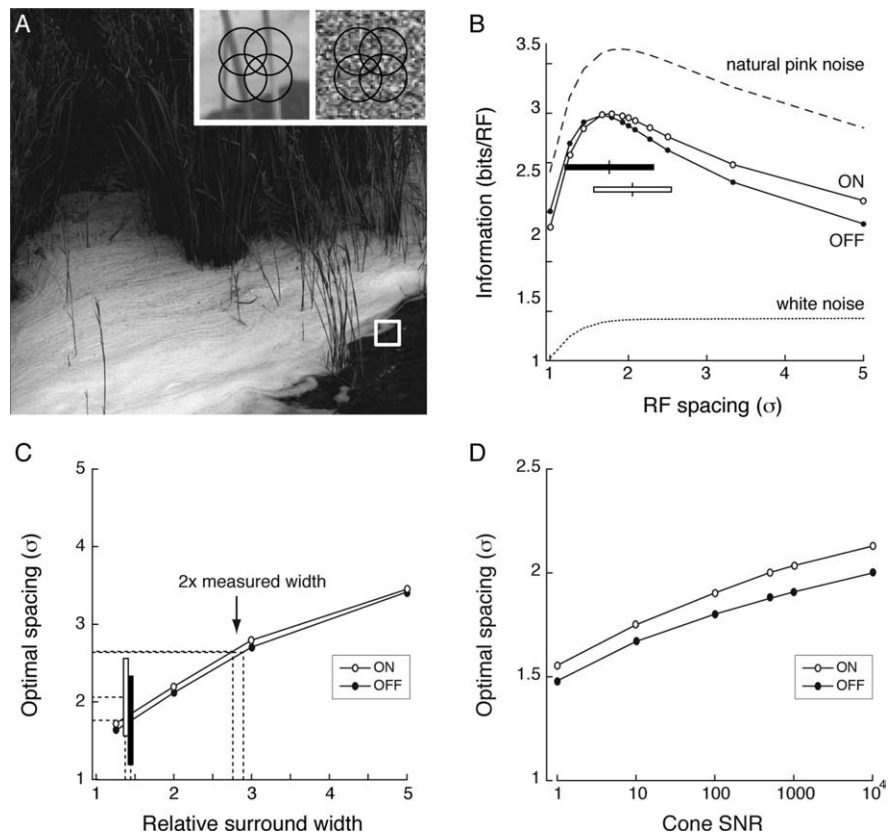 A
B
3.5
3
2.5
2
1.5
1
Information (bits/RF)
natural pink noise
ON
OFF
white noise
1
2
3
4
5
RF spacing (σ)
C
5
4
3
2
1
Optimal spacing (σ)
2x measured width
ON
OFF
1
2
3
4
5
Relative surround width
D
2.5
2
1.5
1
Optimal spacing (σ)
ON
OFF
1
10
100
1000
10⁴
Cone SNR